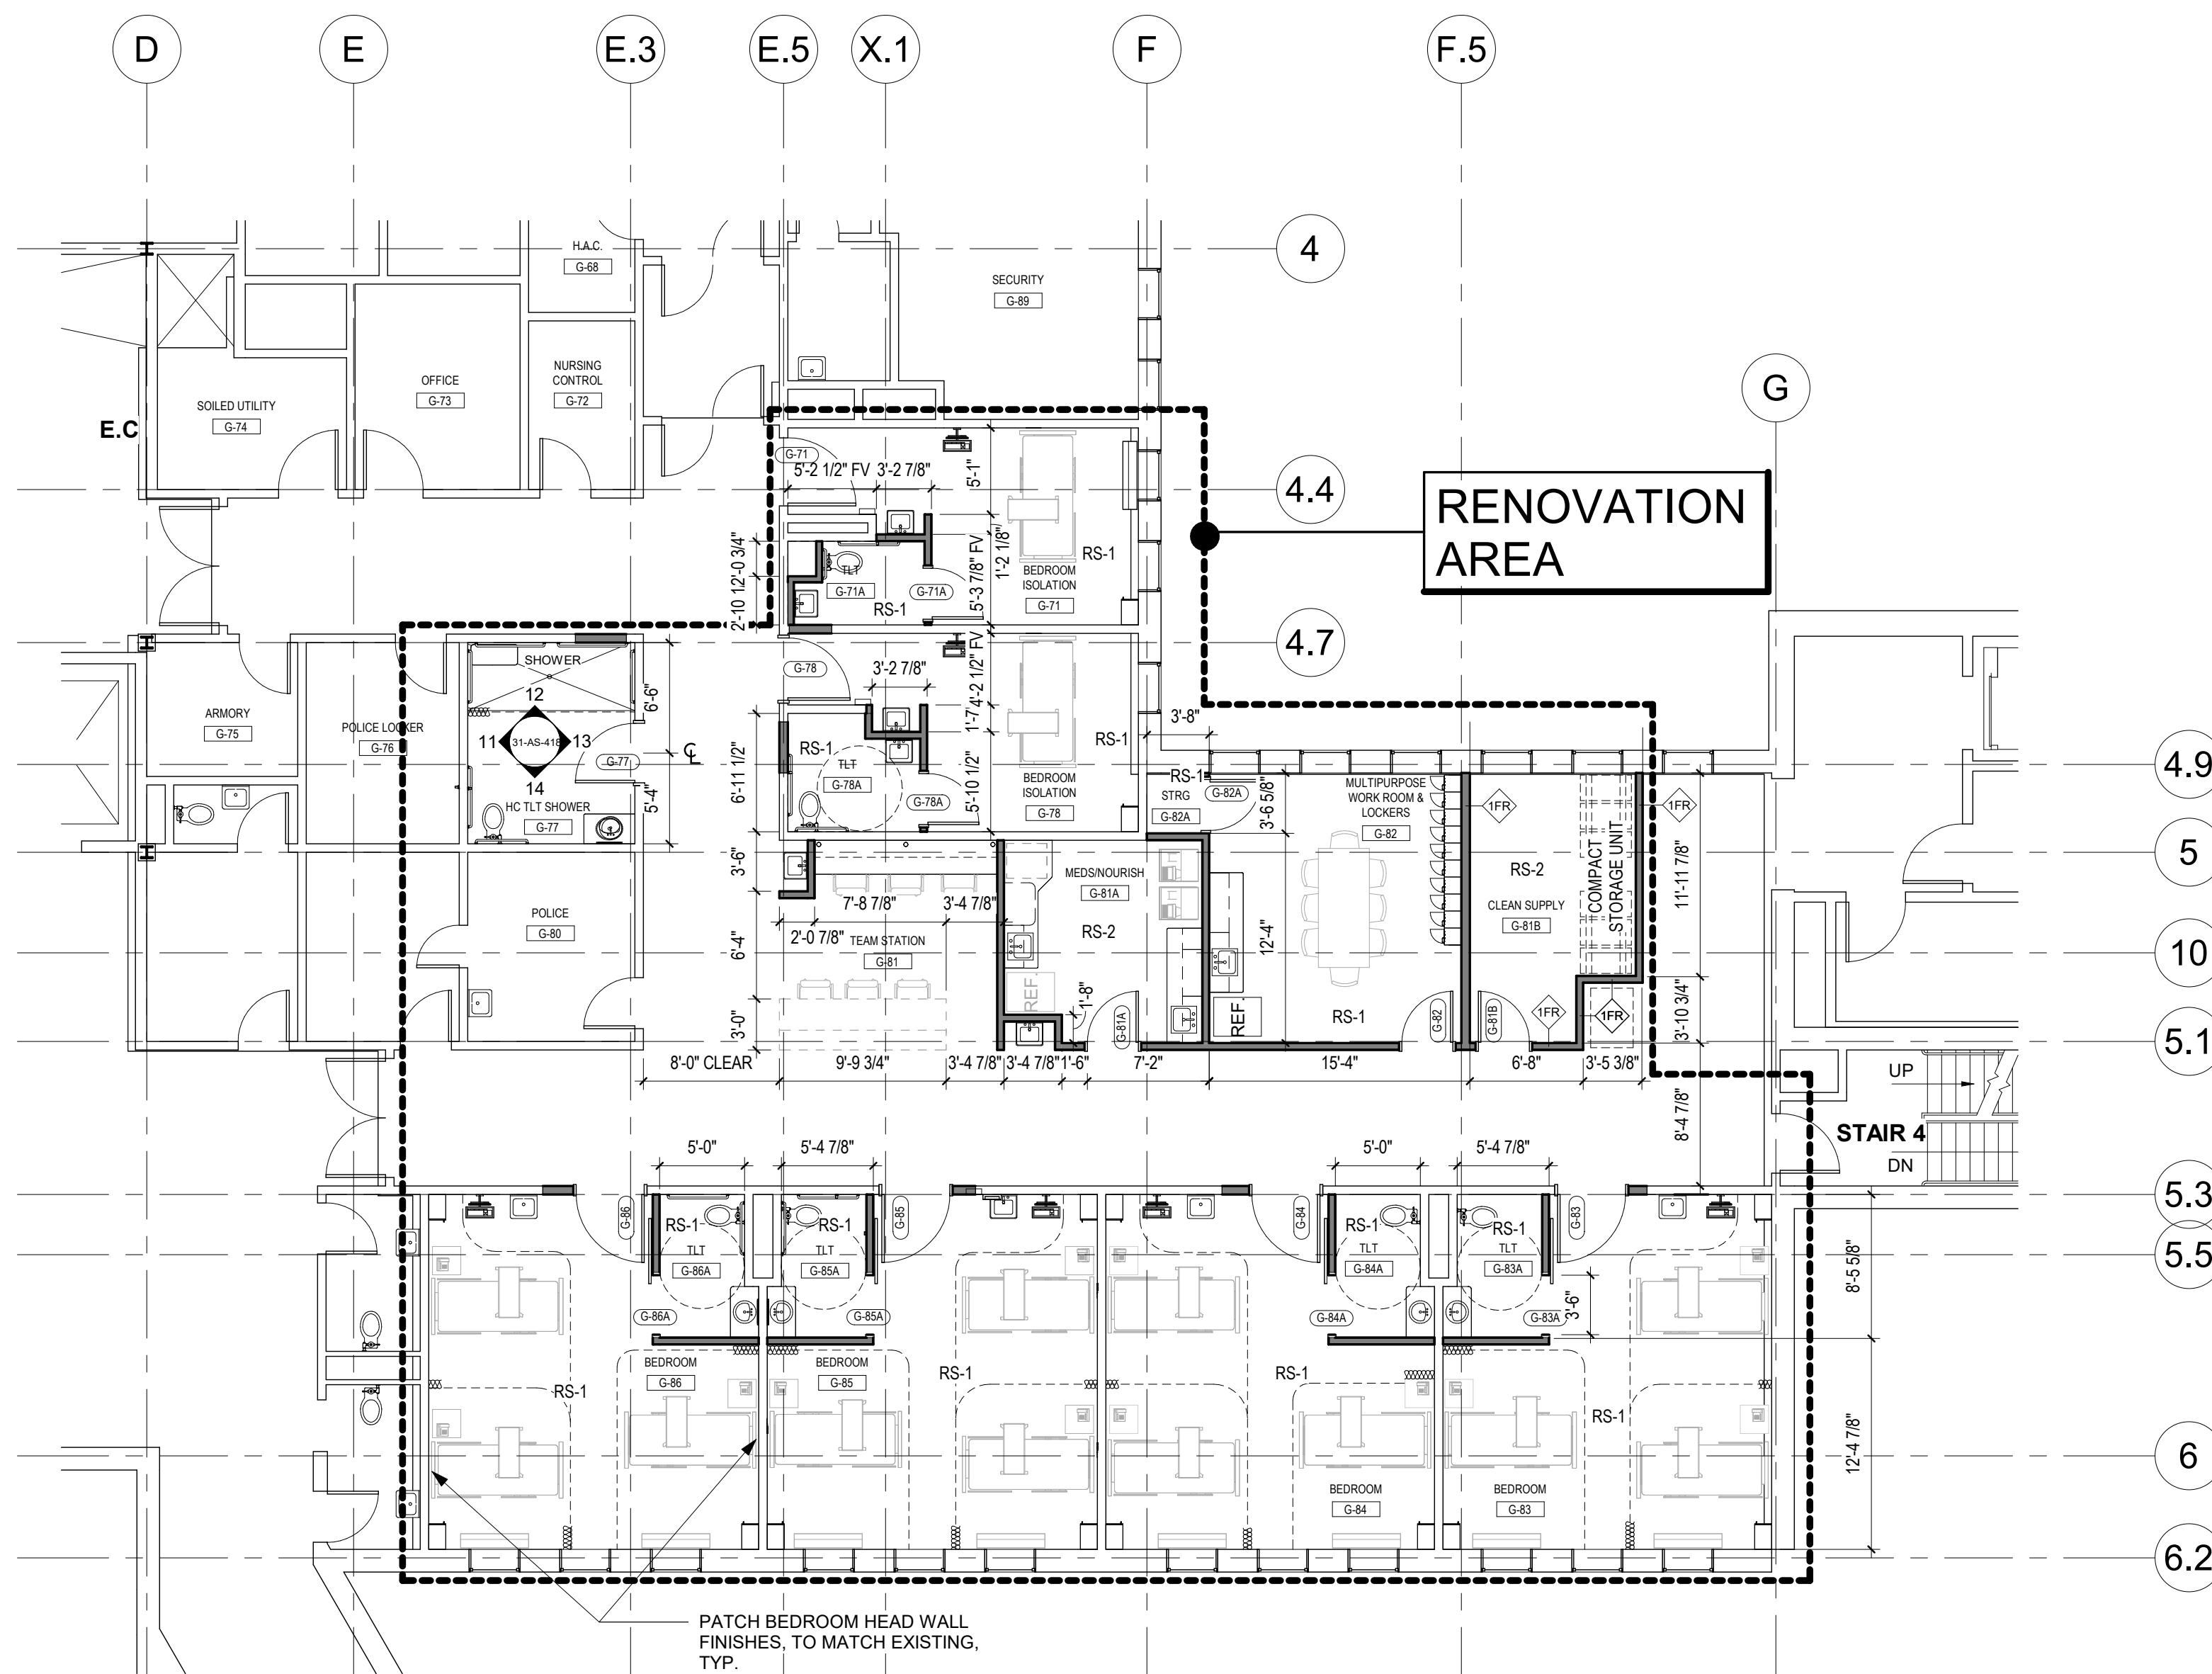 D
E
E.3
E.5
X.1
F
F.5
4
G
4.4
4.7
4.9
5
10
5.1
5.3
5.5
6
6.2
H.A.C.
G-68
SECURITY
G-89
NURSING
CONTROL
G-72
OFFICE
G-73
SOILED UTILITY
G-74
E.C
RENOVATION
AREA
G-71
5'-2 1/2" FV
3'-2 7/8"
5'-1"
1'-2 1/8"
5'-3 7/8" FV
2'-0 3/4"
2'-10 1
TLT
G-71A
G-71A
RS-1
RS-1
BEDROOM
ISOLATION
G-71
SHOWER
12
11
31-AS-418
13
14
6'-6"
5'-4"
G-77
CL
HC TLT SHOWER
G-77
ARMORY
G-75
POLICE LOCKER
G-76
G-78
3'-2 7/8"
4'-2 1/2" FV
1'-7"
5'-10 1/2"
6'-11 1/2"
RS-1
TLT
G-78A
G-78A
RS-1
BEDROOM
ISOLATION
G-78
3'-8"
RS-1
STRG
G-82A
G-82A
3'-6 5/8"
MULTIPURPOSE
WORK ROOM &
LOCKERS
G-82
1FR
1FR
RS-2
COMPACT
STORAGE UNIT
11'-11 7/8"
CLEAN SUPPLY
G-81B
3'-6"
7'-8 7/8"
3'-4 7/8"
2'-0 7/8"
TEAM STATION
G-81
6'-4"
3'-0"
MEDS/NOURISH
G-81A
RS-2
REF.
1'-8"
G-81A
12'-4"
REF.
RS-1
G-82
G-81B
1FR
1FR
3'-10 3/4"
POLICE
G-80
8'-0" CLEAR
9'-9 3/4"
3'-4 7/8"
3'-4 7/8"
1'-6"
7'-2"
15'-4"
6'-8"
3'-5 3/8"
8'-4 7/8"
UP
STAIR 4
DN
5'-0"
5'-4 7/8"
5'-0"
5'-4 7/8"
G-86
RS-1
TLT
G-86A
RS-1
TLT
G-85A
G-85
G-84
RS-1
TLT
G-84A
RS-1
TLT
G-83A
G-83
8'-5 5/8"
G-86A
G-85A
G-84A
G-83A
3'-6"
BEDROOM
G-86
BEDROOM
G-85
RS-1
RS-1
RS-1
RS-1
12'-4 7/8"
BEDROOM
G-84
BEDROOM
G-83
PATCH BEDROOM HEAD WALL
FINISHES, TO MATCH EXISTING,
TYP.